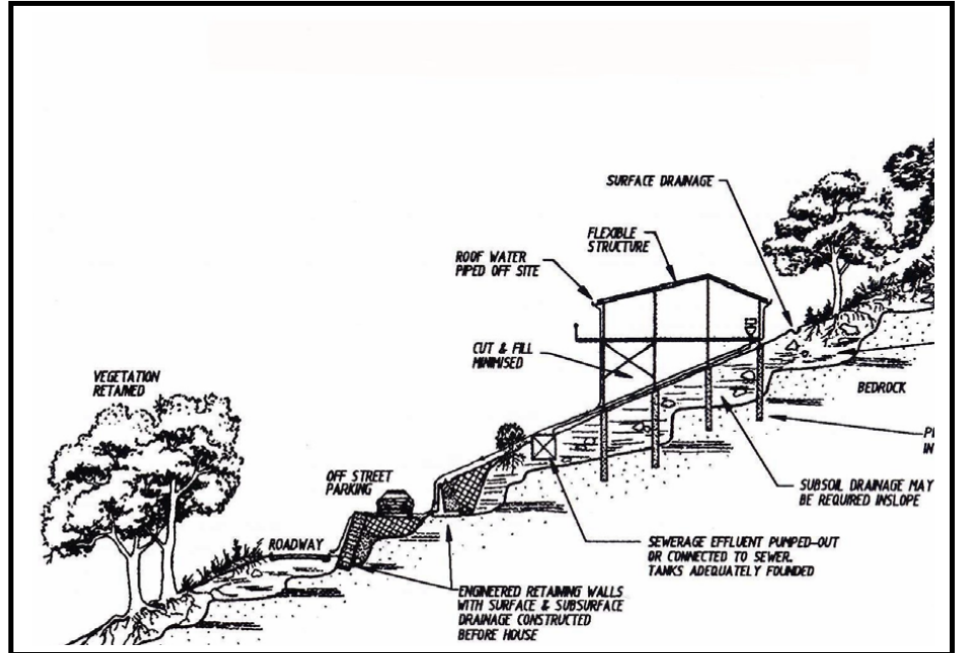 SURFACE DRAINAGE
FLEXIBLE
STRUCTURE
ROOF WATER
PIPED OFF SITE
CUT & FILL
MINIMISED
VEGETATION
RETAINED
BEDROCK
OFF STREET
PARKING
SUBSOIL DRAINAGE MAY
BE REQUIRED INSLOPE
ROADWAY
SEWERAGE EFFLUENT PUMPED-OUT
OR CONNECTED TO SEWER.
TANKS ADEQUATELY FOUNDED
ENGINEERED RETAINING WALLS
WITH SURFACE & SUBSURFACE
DRAINAGE CONSTRUCTED
BEFORE HOUSE